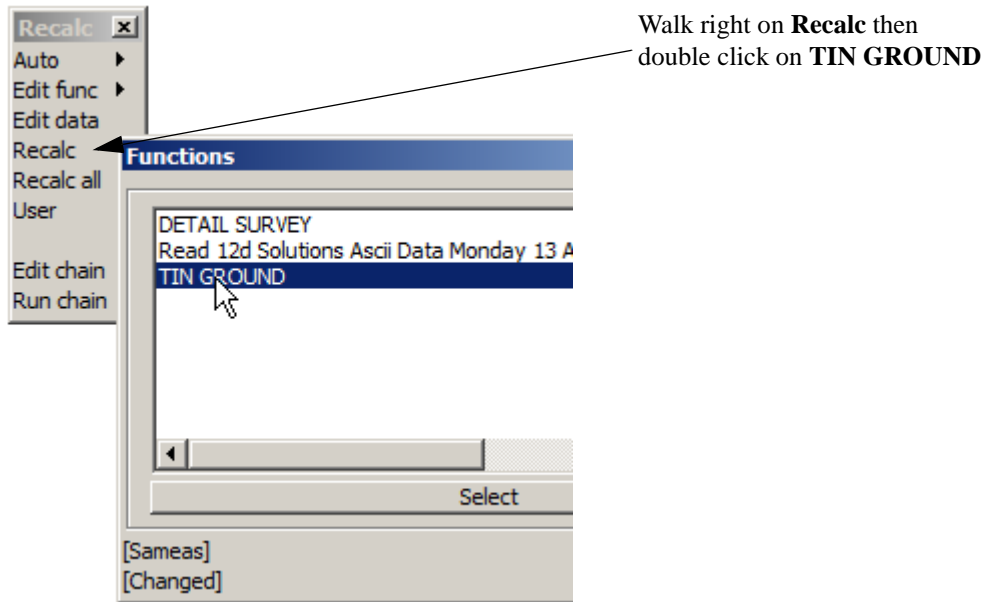 Recalc
Auto
Edit func
Edit data
Recalc
Recalc all
User
Edit chain
Run chain
Walk right on Recalc then
double click on TIN GROUND
Functions
DETAIL SURVEY
Read 12d Solutions Ascii Data Monday 13 A
TIN GROUND
Select
[Sameas]
[Changed]